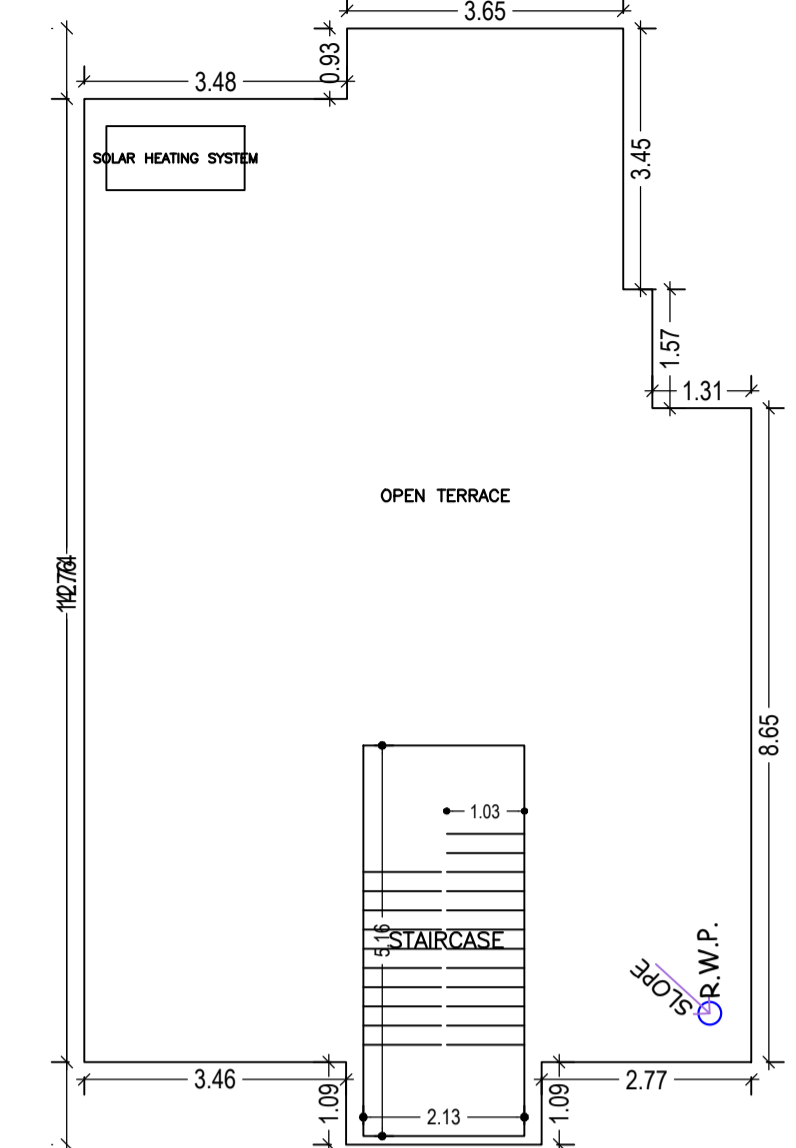 3.65
0.93
3.48
SOLAR HEATING SYSTEM
3.45
1.57
1.31
OPEN TERRACE
8.65
1.03
5.16
STAIRCASE
R.W.P.
SLOPE
3.46
1.09
2.13
1.09
2.77